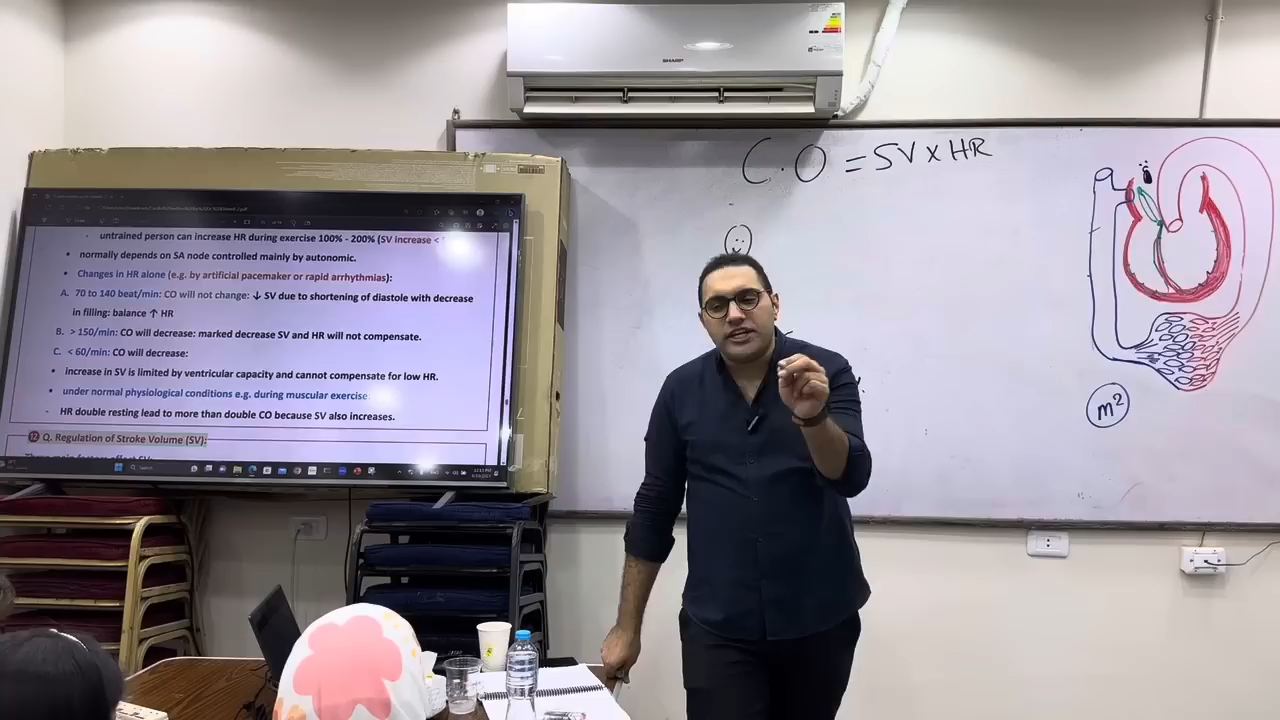 SHARP
C.O = SV x HR
untrained person can increase HR during exercise 100% - 200% (SV increase <
• normally depends on SA node controlled mainly by autonomic.
• Changes in HR alone (e.g. by artificial pacemaker or rapid arrhythmias):
A. 70 to 140 beat/min: CO will not change: ↓ SV due to shortening of diastole with decrease
in filling: balance ↑ HR
B. > 150/min: CO will decrease: marked decrease SV and HR will not compensate.
C. < 60/min: CO will decrease:
• increase in SV is limited by ventricular capacity and cannot compensate for low HR.
• under normal physiological conditions e.g. during muscular exercise
- HR double resting lead to more than double CO because SV also increases.
12 Q. Regulation of Stroke Volume (SV):
Search
m²